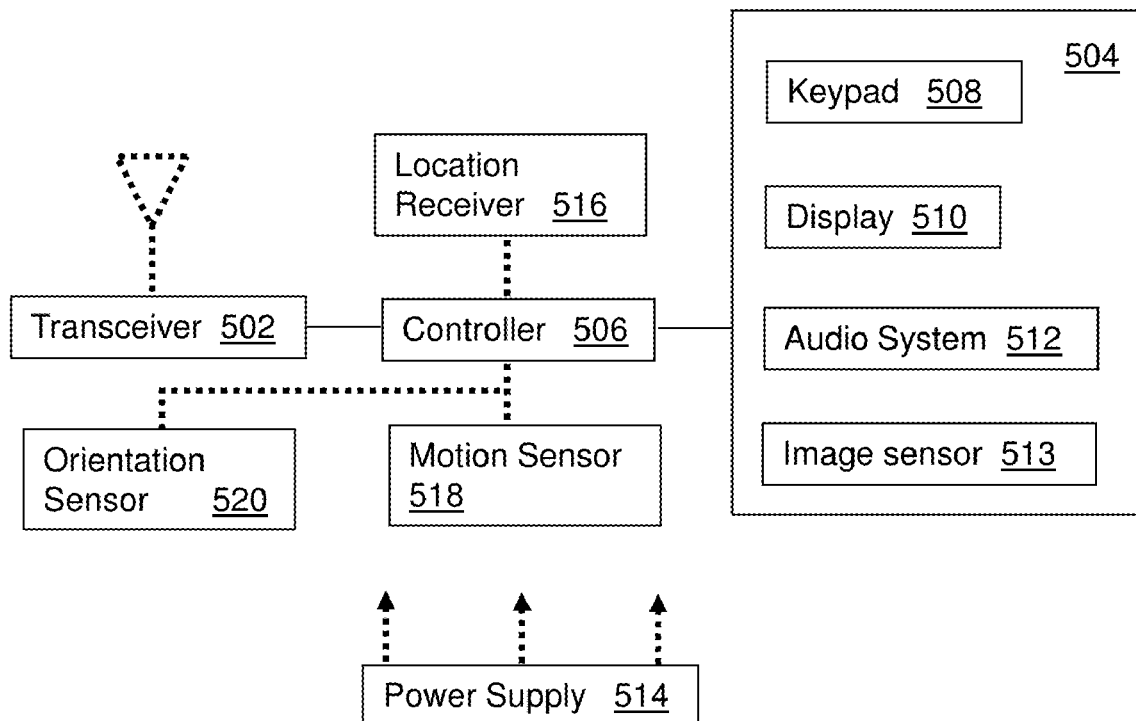 504
Keypad 508
Location
Receiver 516
Display 510
Transceiver 502
Controller 506
Audio System 512
Orientation
Sensor 520
Motion Sensor
518
Image sensor 513
Power Supply 514